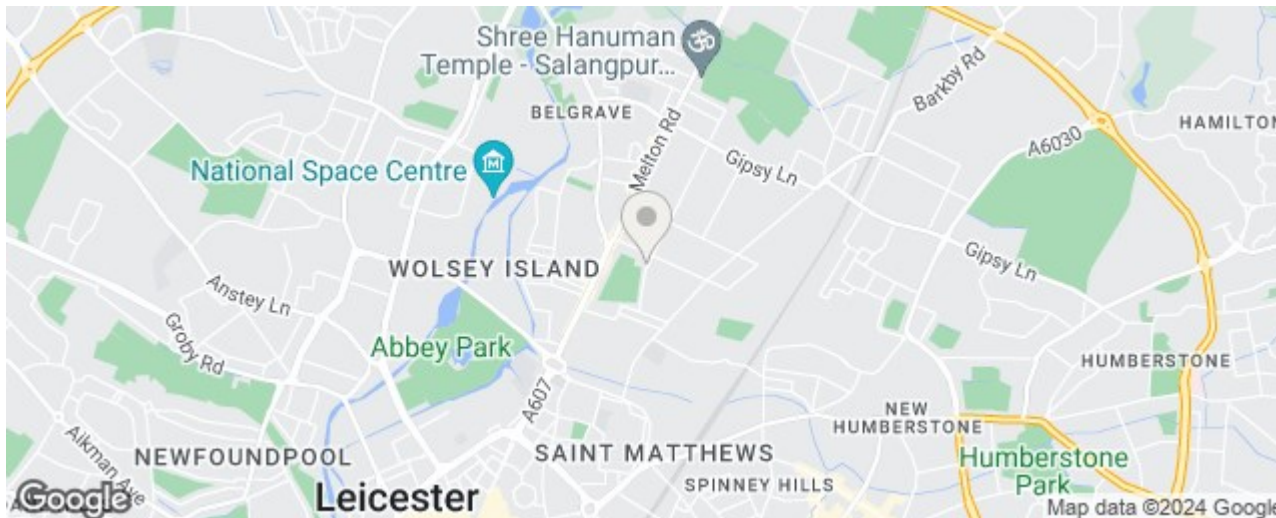 Shree Hanuman
Temple - Salangpur...
BELGRAVE
Melton Rd
Barkby Rd
A6030
HAMILTON
National Space Centre
Gipsy Ln
WOLSEY ISLAND
Gipsy Ln
Anstey Ln
Groby Rd
Abbey Park
A607
HUMBERSTONE
NEW
HUMBERSTONE
Aikman Ave
NEWFOUNDPOOL
SAINT MATTHEWS
Humberstone
Park
SPINNEY HILLS
Leicester
Google
Map data ©2024 Google